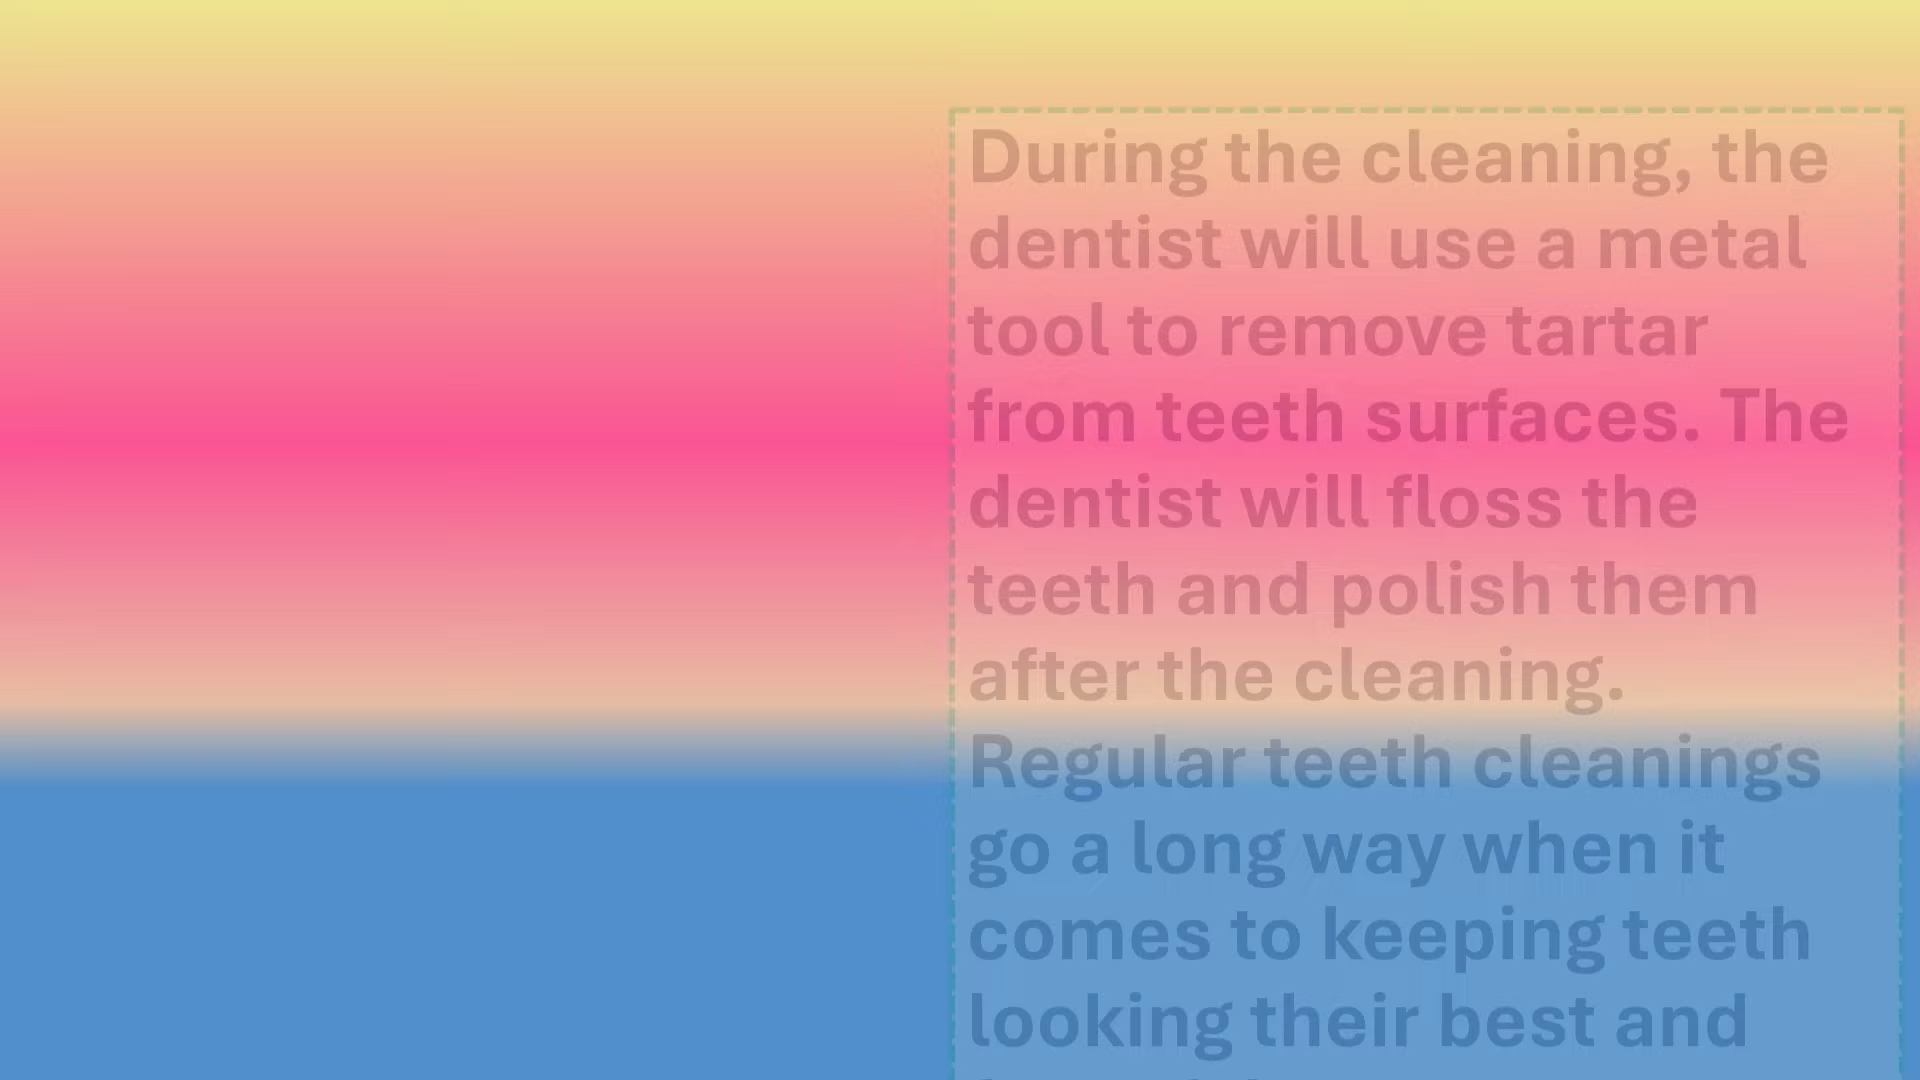 During the cleaning, the
dentist will use a metal
tool to remove tartar
from teeth surfaces. The
dentist will floss the
teeth and polish them
after the cleaning.
Regular teeth cleanings
go a long way when it
comes to keeping teeth
looking their best and